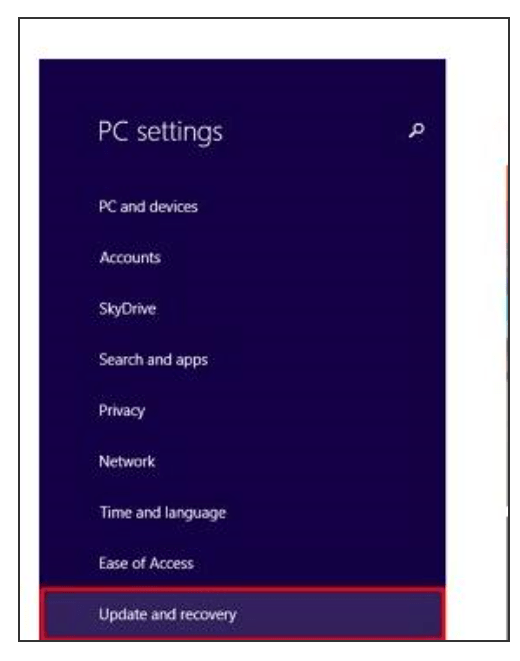 PC settings
PC and devices
Accounts
SkyDrive
Search and apps
Privacy
Network
Time and language
Ease of Access
Update and recovery